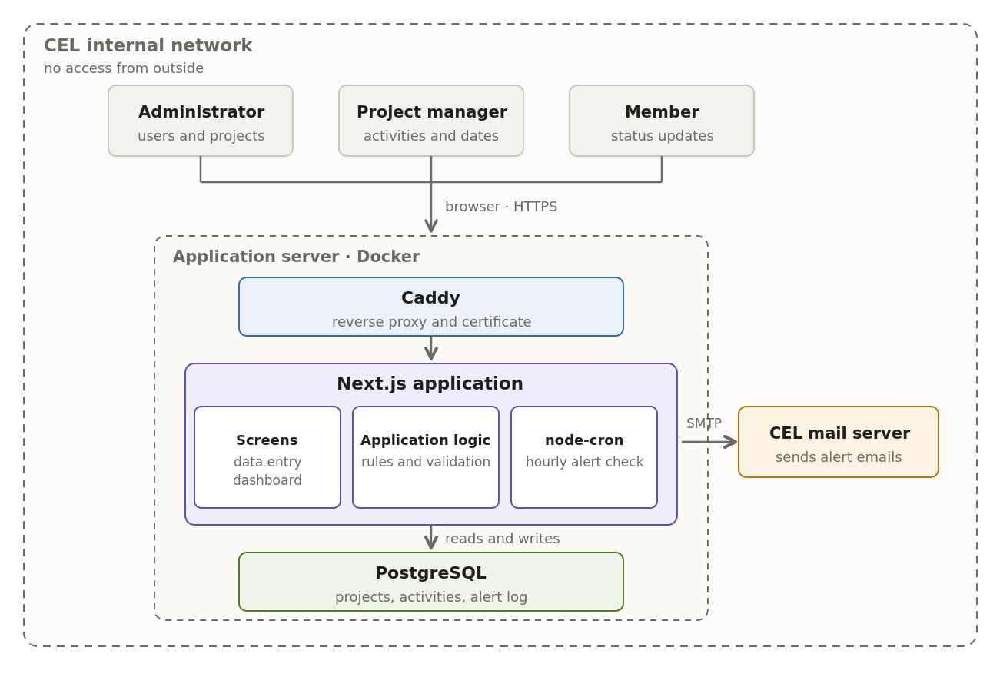 CEL internal network
no access from outside
Administrator
users and projects
Project manager
activities and dates
Member
status updates
browser · HTTPS
Application server · Docker
Caddy
reverse proxy and certificate
Next.js application
Screens
data entry
dashboard
Application logic
rules and validation
node-cron
hourly alert check
SMTP
CEL mail server
sends alert emails
reads and writes
PostgreSQL
projects, activities, alert log